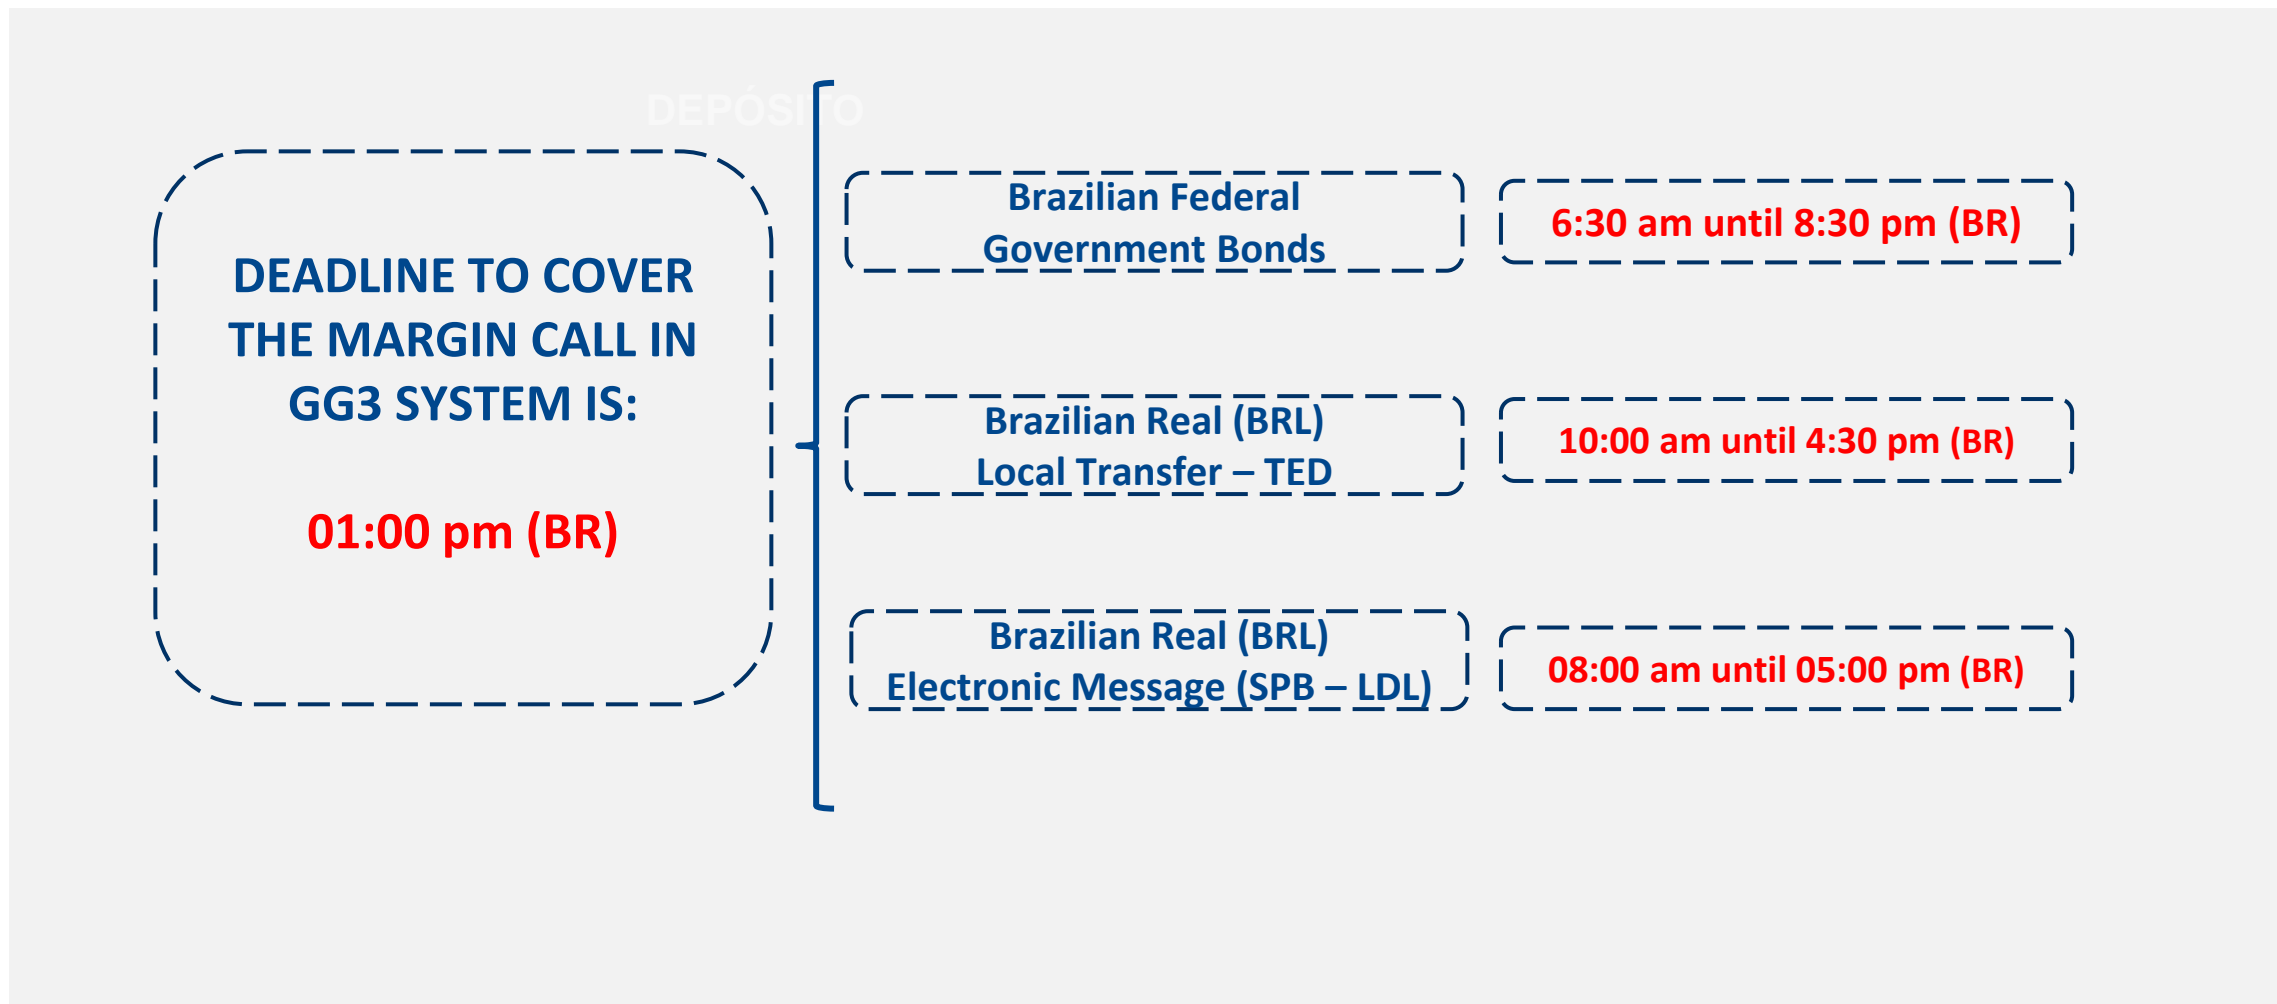 DEPÓSITO
DEADLINE TO COVER
THE MARGIN CALL IN
GG3 SYSTEM IS:
01:00 pm (BR)
Brazilian Federal
Government Bonds
6:30 am until 8:30 pm (BR)
Brazilian Real (BRL)
Local Transfer – TED
10:00 am until 4:30 pm (BR)
Brazilian Real (BRL)
Electronic Message (SPB – LDL)
08:00 am until 05:00 pm (BR)